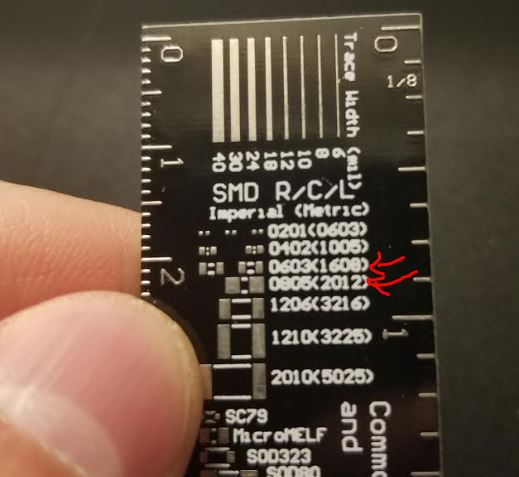 0
1
2
Trace Width (mil)
40 30 24 18 12 10 8 6
0
1/8
1
SMD R/C/L
Imperial (Metric)
0201(0603)
0402(1005)
0603(1608)
0805(2012)
1206(3216)
1210(3225)
2010(5025)
SC79
MicroMELF
SOD323
SOD80
and